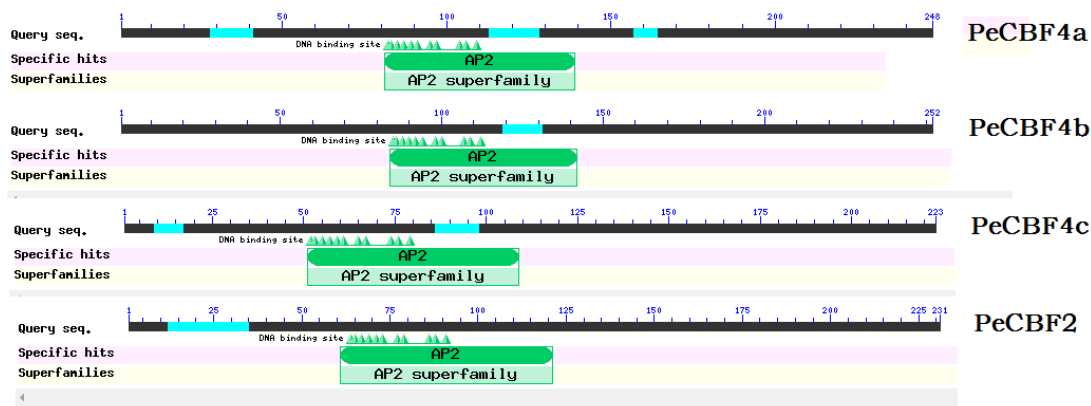 1 50 100 150 200 248
Query seq.
PeCBF4a
DNA binding site
Specific hits
AP2
Superfamilies
AP2 superfamily
1 50 100 150 200 252
Query seq.
PeCBF4b
DNA binding site
Specific hits
AP2
Superfamilies
AP2 superfamily
1 25 50 75 100 125 150 175 200 223
Query seq.
PeCBF4c
DNA binding site
Specific hits
AP2
Superfamilies
AP2 superfamily
1 25 50 75 100 125 150 175 200 225 231
Query seq.
PeCBF2
DNA binding site
Specific hits
AP2
Superfamilies
AP2 superfamily